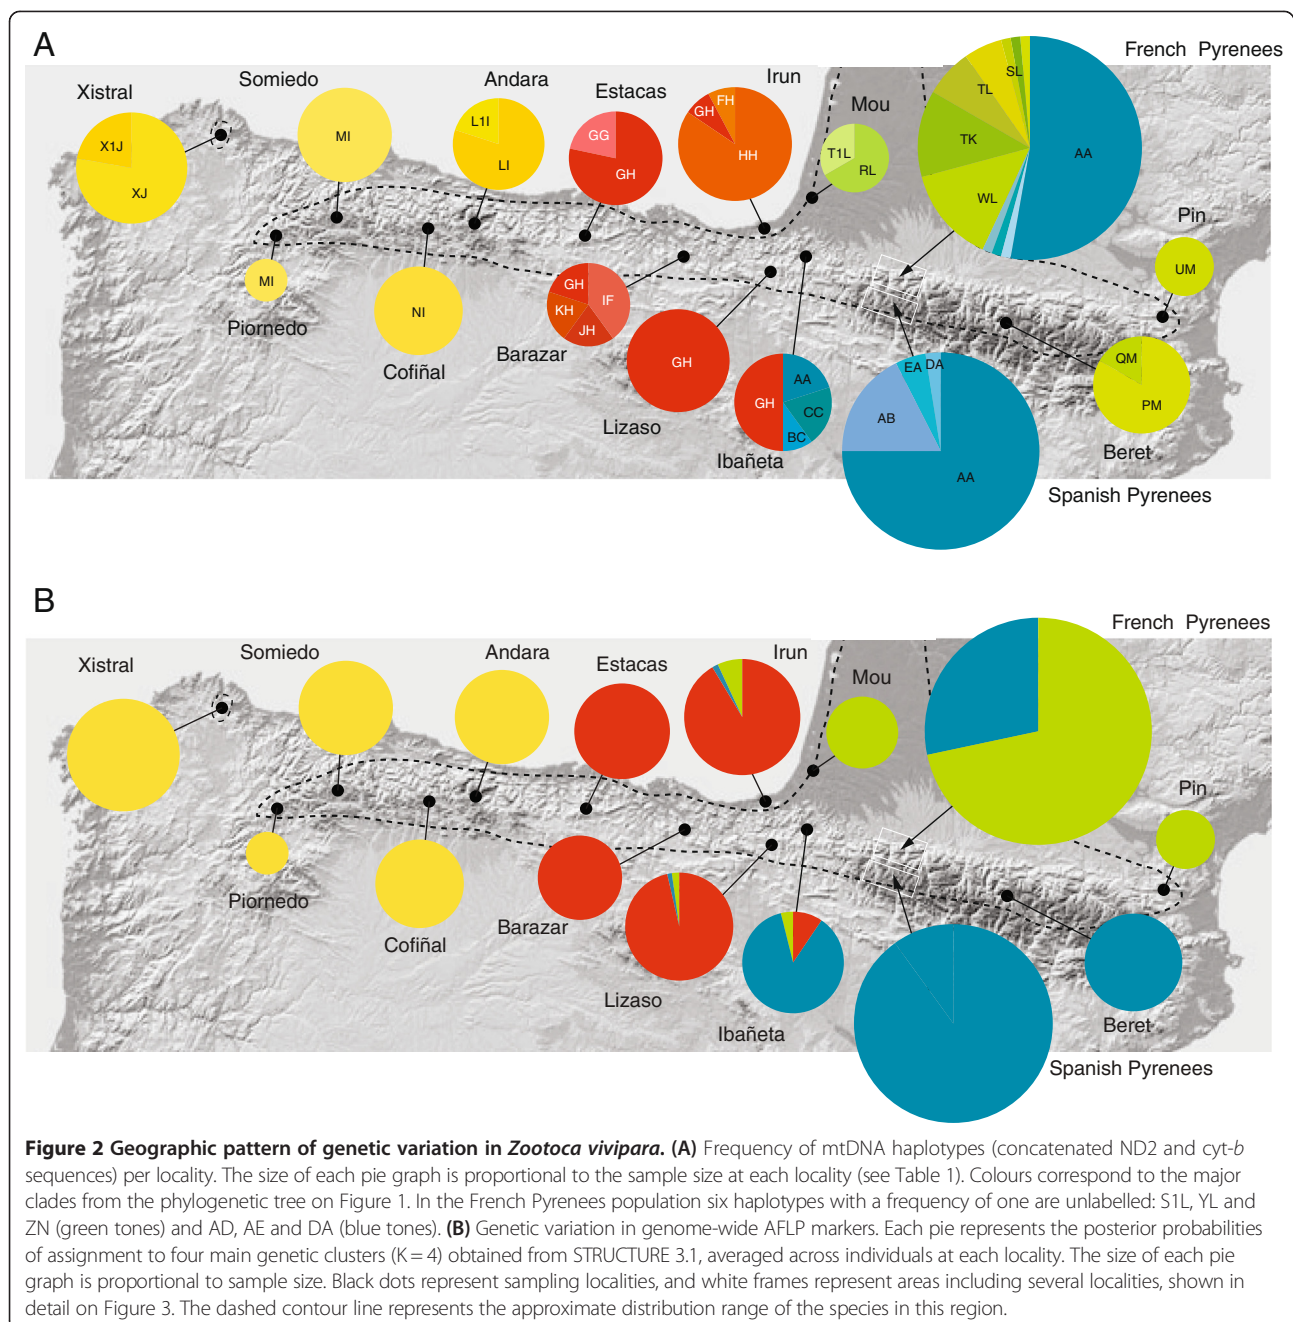 A
French Pyrenees
Xistral
Somiedo
Andara
Estacas
Irun
Mou
Pin
X1J
XJ
MI
L1I
LI
GG
GH
FH
GH
HH
T1L
RL
SL
TL
TK
WL
AA
UM
MI
Piornedo
NI
Cofiñal
GH
IF
KH
JH
Barazar
GH
Lizaso
AA
GH
CC
BC
Ibañeta
EA
DA
AB
AA
Spanish Pyrenees
QM
PM
Beret
B
French Pyrenees
Xistral
Somiedo
Andara
Estacas
Irun
Mou
Pin
Piornedo
Cofiñal
Barazar
Lizaso
Ibañeta
Beret
Spanish Pyrenees
Figure 2 Geographic pattern of genetic variation in Zootoca vivipara. (A) Frequency of mtDNA haplotypes (concatenated ND2 and cyt-b
sequences) per locality. The size of each pie graph is proportional to the sample size at each locality (see Table 1). Colours correspond to the major
clades from the phylogenetic tree on Figure 1. In the French Pyrenees population six haplotypes with a frequency of one are unlabelled: S1L, YL and
ZN (green tones) and AD, AE and DA (blue tones). (B) Genetic variation in genome-wide AFLP markers. Each pie represents the posterior probabilities
of assignment to four main genetic clusters (K = 4) obtained from STRUCTURE 3.1, averaged across individuals at each locality. The size of each pie
graph is proportional to sample size. Black dots represent sampling localities, and white frames represent areas including several localities, shown in
detail on Figure 3. The dashed contour line represents the approximate distribution range of the species in this region.